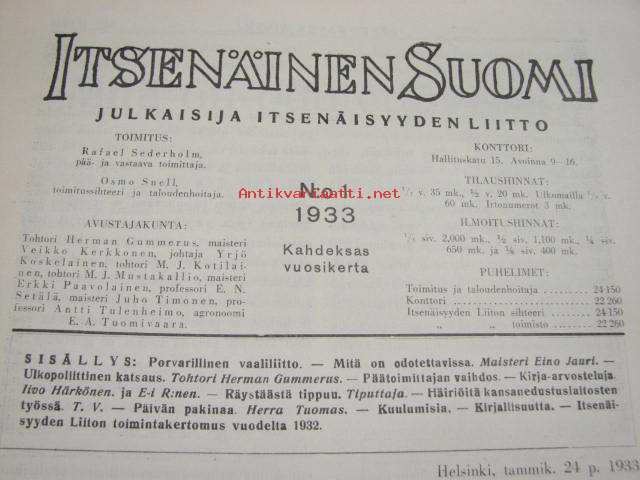 ITSENÄINEN SUOMI
JULKAISIJA ITSENÄISYYDEN LIITTO
TOIMITUS:
Rafael Sederholm,
pää- ja vastaava toimittaja.
Osmo Snell,
toimitussihteeri ja taloudenhoitaja.
AVUSTAJAKUNTA:
Tohtori Herman Gummerus, maisteri
Veikko Kerkkonen, johtaja Yrjö
Koskelainen, tohtori M. J. Kotilai-
nen, tohtori M. J. Mustakallio, maisteri
Erkki Paavolainen, professori E. N.
Setälä, maisteri Juho Timonen, pro-
fessori Antti Tulenheimo, agronoomi
E. A. Tuomivaara.
N:o 1
1933
Kahdeksas
vuosikerta
Antikvariaatti.net
KONTTORI:
Hallituskatu 15. Avoinna 9—16.
TILAUSHINNAT:
1/1 v. 35 mk., ½ v. 20 mk. Ulkomailla 1/1 v.
60 mk. Irtonumerot 3 mk.
ILMOITUSHINNAT:
1/1 siv. 2,000 mk., ½ siv. 1,100 mk., ¼ siv.
650 mk. ja ⅛ siv. 400 mk.
PUHELIMET:
Toimitus ja taloudenhoitaja ........ 24 150
Konttori ........ 22 260
Itsenäisyyden Liiton sihteeri ........ 24 150
„ „ toimisto ........ 22 260
SISÄLLYS: Porvarillinen vaaliliitto. — Mitä on odotettavissa. Maisteri Eino Jauri. —
Ulkopoliittinen katsaus. Tohtori Herman Gummerus. — Päätoimittajan vaihdos. — Kirja-arvosteluja.
Iivo Härkönen. ja E-i R:nen. — Räystäästä tippuu. Tiputtaja. — Häiriöitä kansanedustuslaitosten
työssä. T. V. — Päivän pakinaa. Herra Tuomas. — Kuulumisia. — Kirjallisuutta. — Itsenäi-
syyden Liiton toimintakertomus vuodelta 1932.
Helsinki, tammik. 24 p. 1933